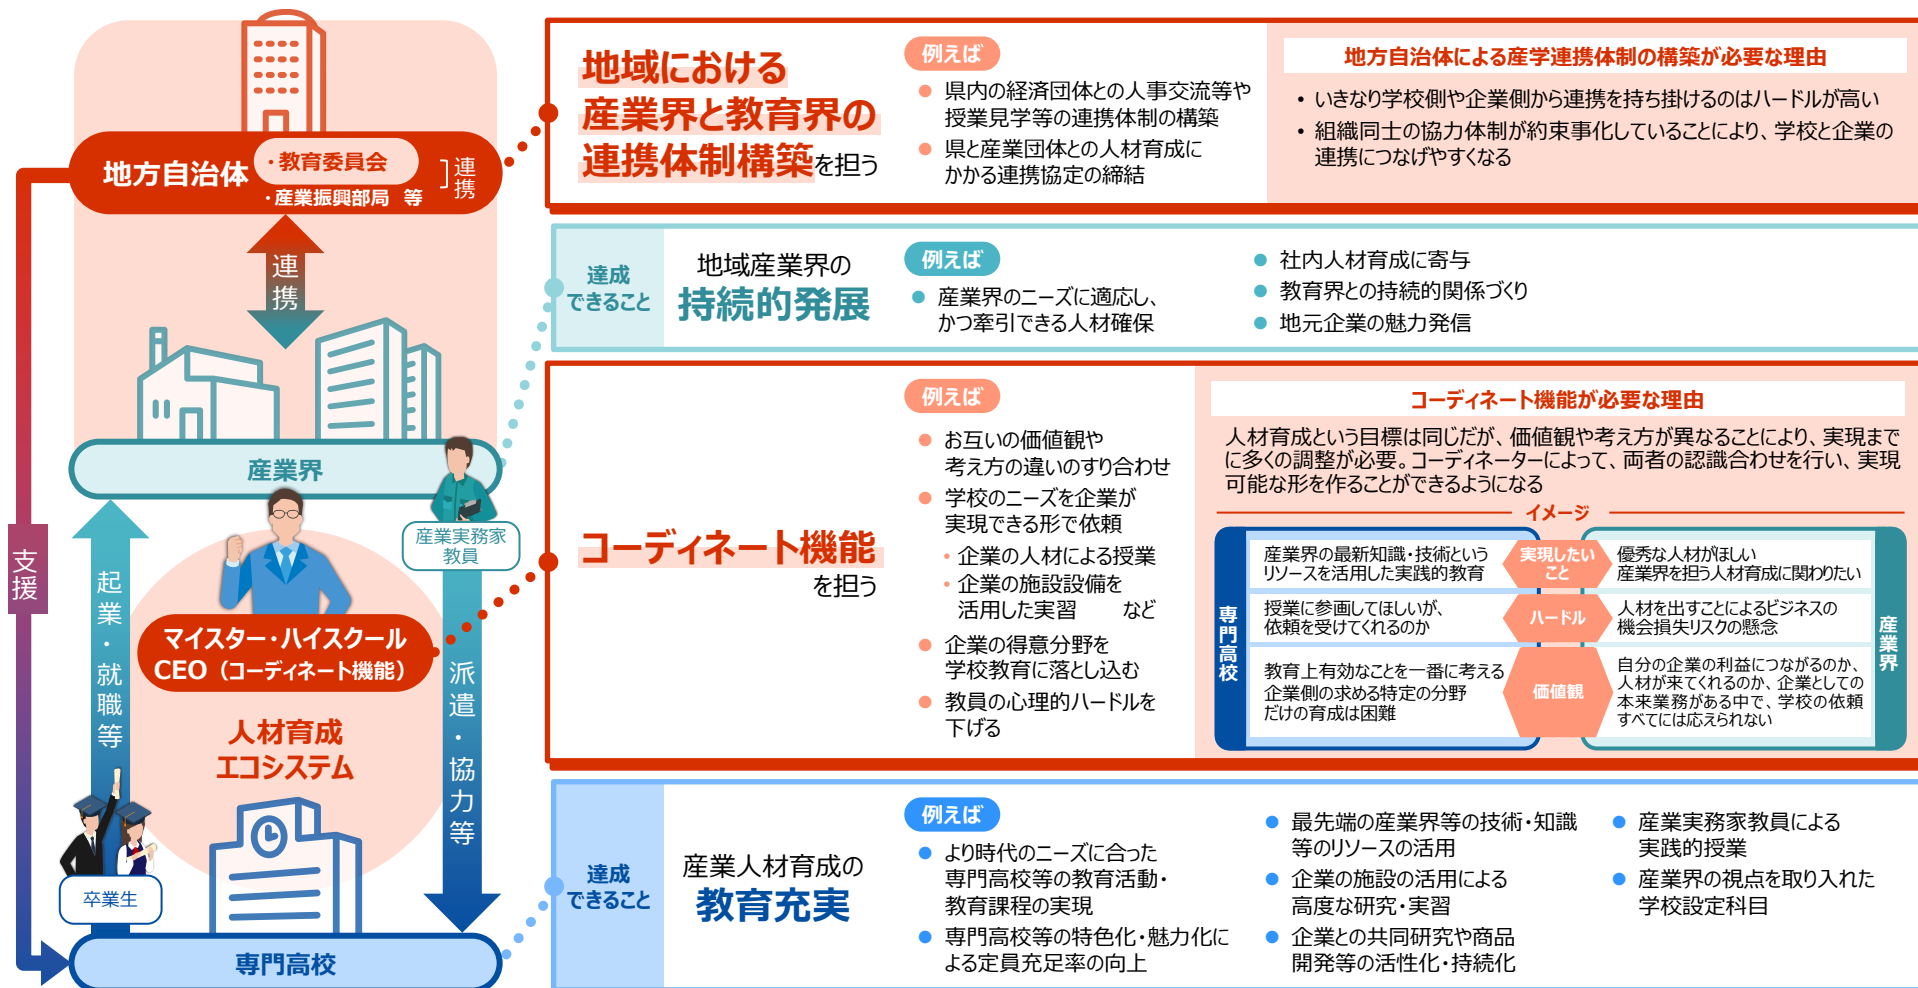 地方自治体
・教育委員会
・産業振興部局 等
連携
連携
産業界
産業実務家
教員
支援
起業・就職等
マイスター・ハイスクール
CEO（コーディネート機能）
派遣・協力等
人材育成
エコシステム
卒業生
専門高校
地域における
産業界と教育界の
連携体制構築を担う
例えば
● 県内の経済団体との人事交流等や
授業見学等の連携体制の構築
● 県と産業団体との人材育成に
かかる連携協定の締結
地方自治体による産学連携体制の構築が必要な理由
• いきなり学校側や企業側から連携を持ち掛けるのはハードルが高い
• 組織同士の協力体制が約束事化していることにより、学校と企業の
連携につなげやすくなる
達成
できること
地域産業界の
持続的発展
例えば
● 産業界のニーズに適応し、
かつ牽引できる人材確保
● 社内人材育成に寄与
● 教育界との持続的関係づくり
● 地元企業の魅力発信
コーディネート機能
を担う
例えば
● お互いの価値観や
考え方の違いのすり合わせ
● 学校のニーズを企業が
実現できる形で依頼
• 企業の人材による授業
• 企業の施設設備を
活用した実習 など
● 企業の得意分野を
学校教育に落とし込む
● 教員の心理的ハードルを
下げる
コーディネート機能が必要な理由
人材育成という目標は同じだが、価値観や考え方が異なることにより、実現まで
に多くの調整が必要。コーディネーターによって、両者の認識合わせを行い、実現
可能な形を作ることができるようになる
イメージ
専門高校
産業界の最新知識・技術という
リソースを活用した実践的教育
実現したい
こと
優秀な人材がほしい
産業界を担う人材育成に関わりたい
授業に参画してほしいが、
依頼を受けてくれるのか
ハードル
人材を出すことによるビジネスの
機会損失リスクの懸念
教育上有効なことを一番に考える
企業側の求める特定の分野
だけの育成は困難
価値観
自分の企業の利益につながるのか、
人材が来てくれるのか、企業としての
本来業務がある中で、学校の依頼
すべてには応えられない
産業界
達成
できること
産業人材育成の
教育充実
例えば
● より時代のニーズに合った
専門高校等の教育活動・
教育課程の実現
● 専門高校等の特色化・魅力化に
よる定員充足率の向上
● 最先端の産業界等の技術・知識
等のリソースの活用
● 企業の施設の活用による
高度な研究・実習
● 企業との共同研究や商品
開発等の活性化・持続化
● 産業実務家教員による
実践的授業
● 産業界の視点を取り入れた
学校設定科目